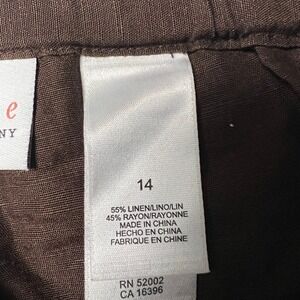 e
NY
14
55% LINEN/LINO/LIN
45% RAYON/RAYONNE
MADE IN CHINA
HECHO EN CHINA
FABRIQUE EN CHINE
RN 52002
CA 16396